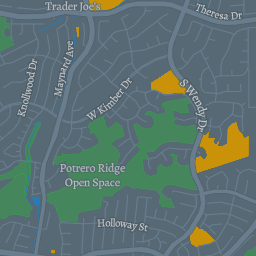 Trader Joe's
Theresa Dr
Knollwood Dr
Maynard Ave
W Kimber Dr
S Wendy Dr
Potrero Ridge
Open Space
Holloway St